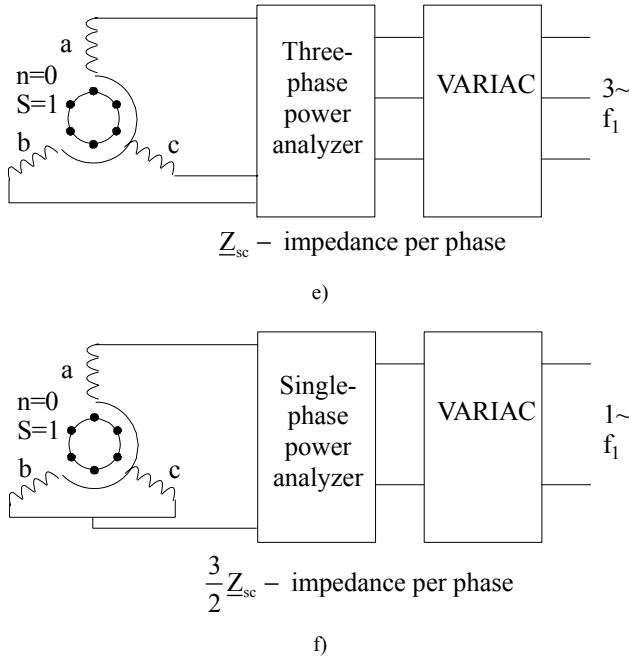 a
n=0
S=1
b
c
Three-
phase
power
analyzer
VARIAC
3~
f1
Zsc – impedance per phase
e)
a
n=0
S=1
b
c
Single-
phase
power
analyzer
VARIAC
1~
f1
3/2 Zsc – impedance per phase
f)